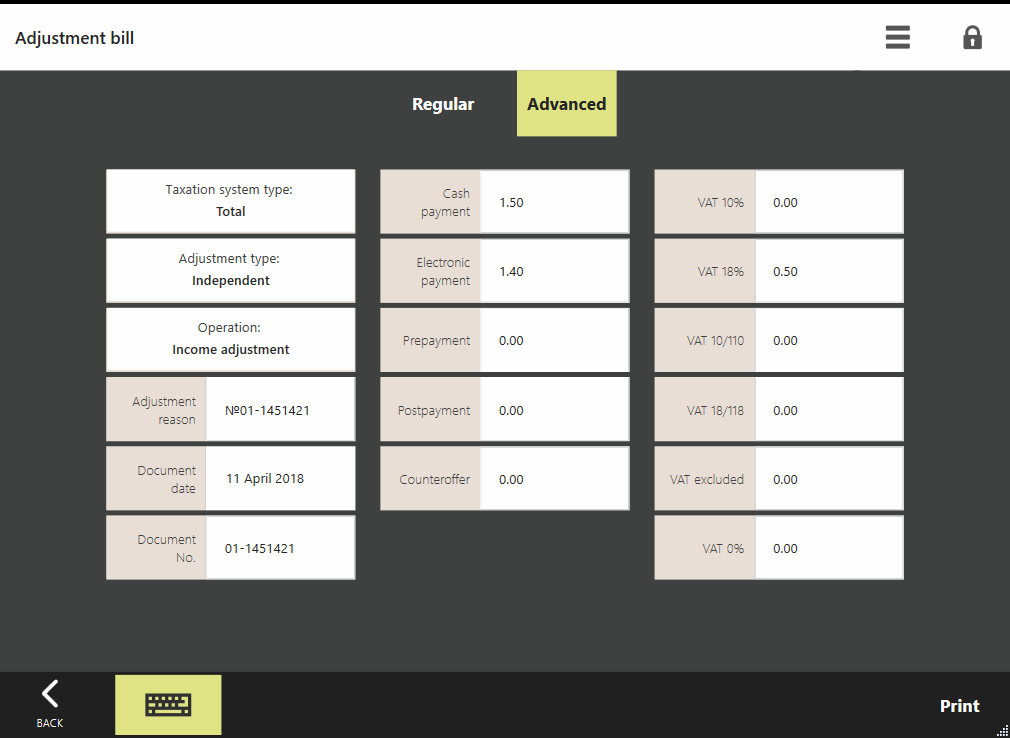 Adjustment bill
Regular
Advanced
Taxation system type:
Total
Adjustment type:
Independent
Operation:
Income adjustment
Adjustment
reason
№01-1451421
Document
date
11 April 2018
Document
No.
01-1451421
Cash
payment
1.50
Electronic
payment
1.40
Prepayment
0.00
Postpayment
0.00
Counteroffer
0.00
VAT 10%
0.00
VAT 18%
0.50
VAT 10/110
0.00
VAT 18/118
0.00
VAT excluded
0.00
VAT 0%
0.00
BACK
Print